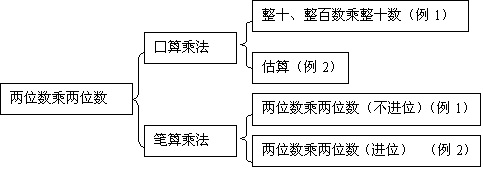 整十、整百数乘整十数（例 1）
口算乘法
估算（例 2）
两位数乘两位数
两位数乘两位数（不进位）（例 1）
笔算乘法
两位数乘两位数（进位） （例 2）